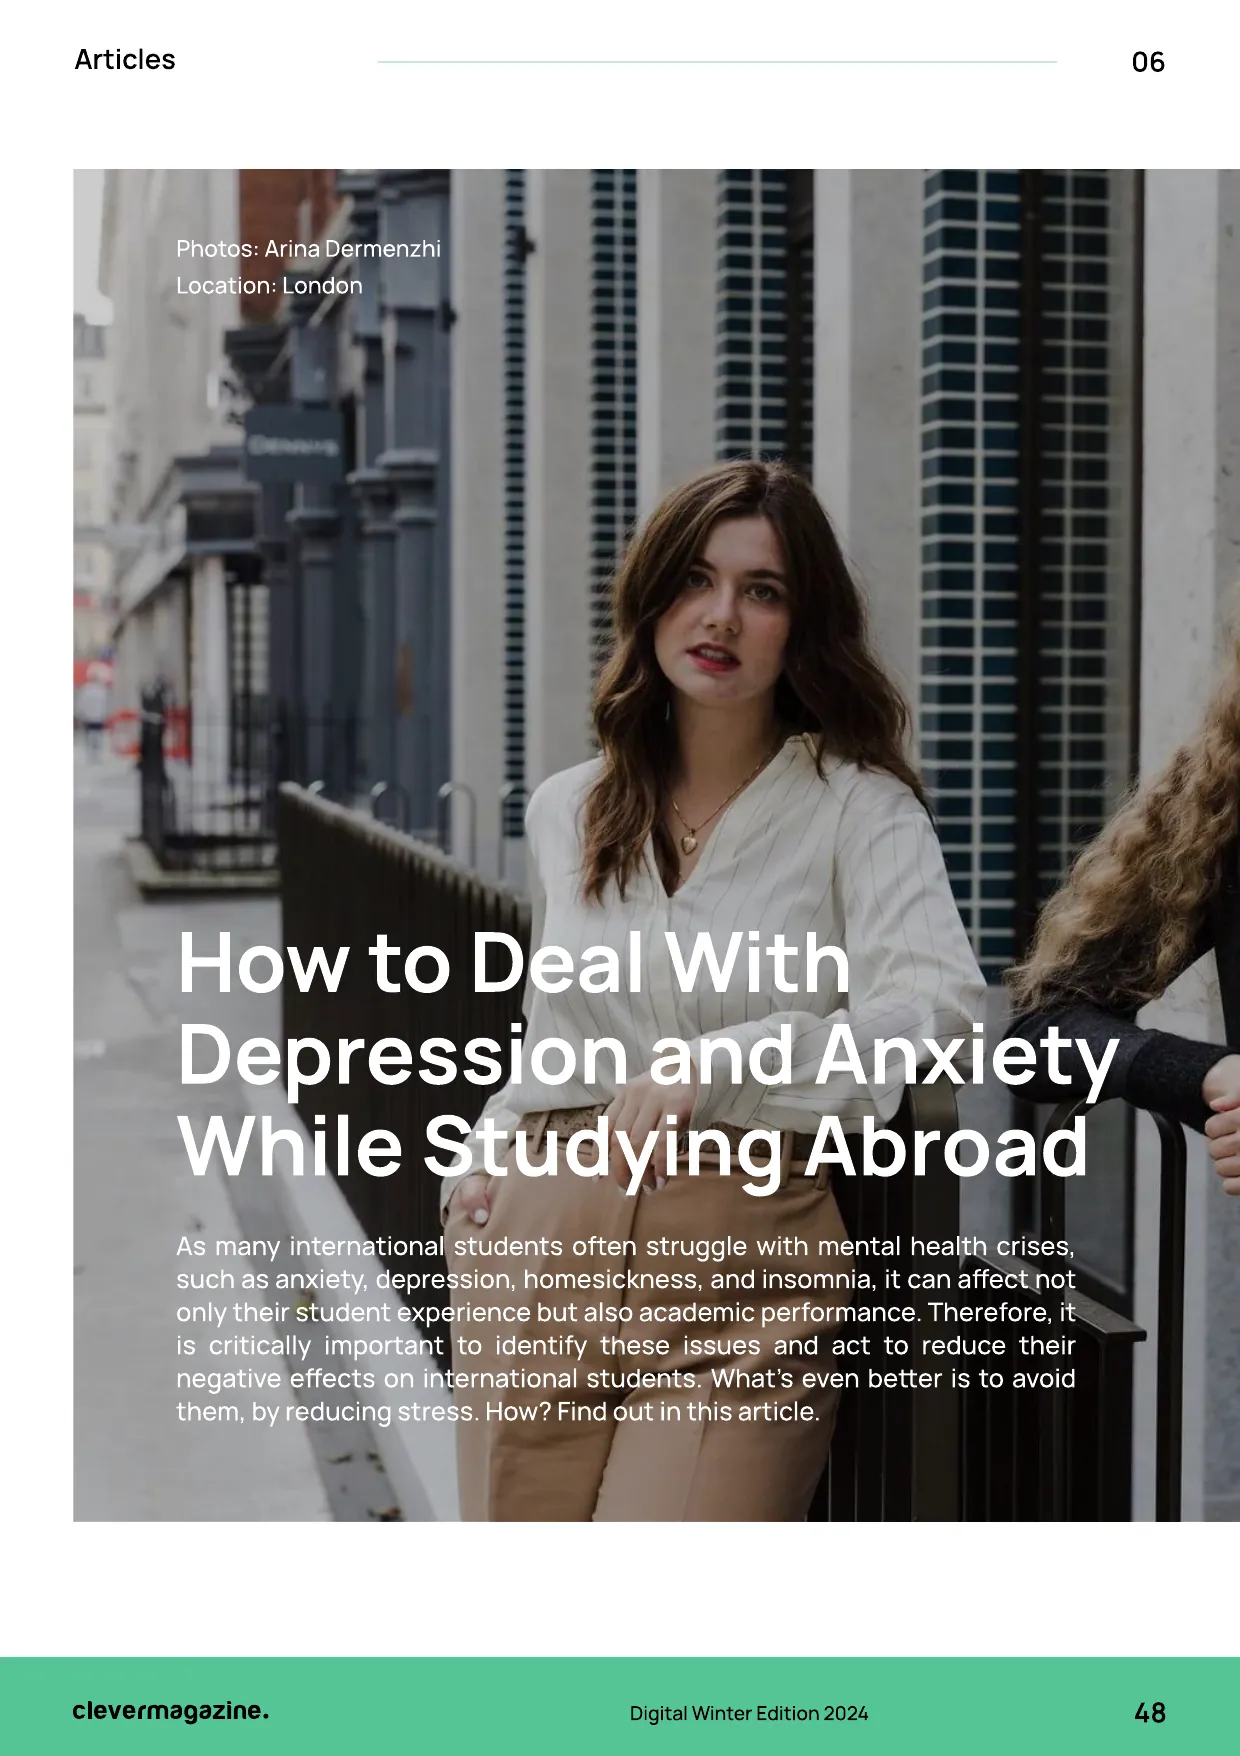 Articles
06
Photos: Arina Dermenzhi
Location: London
How to Deal With
Depression and Anxiety
While Studying Abroad
As many international students often struggle with mental health crises,
such as anxiety, depression, homesickness, and insomnia, it can affect not
only their student experience but also academic performance. Therefore, it
is critically important to identify these issues and act to reduce their
negative effects on international students. What's even better is to avoid
them, by reducing stress. How? Find out in this article.
clevermagazine.
Digital Winter Edition 2024
48